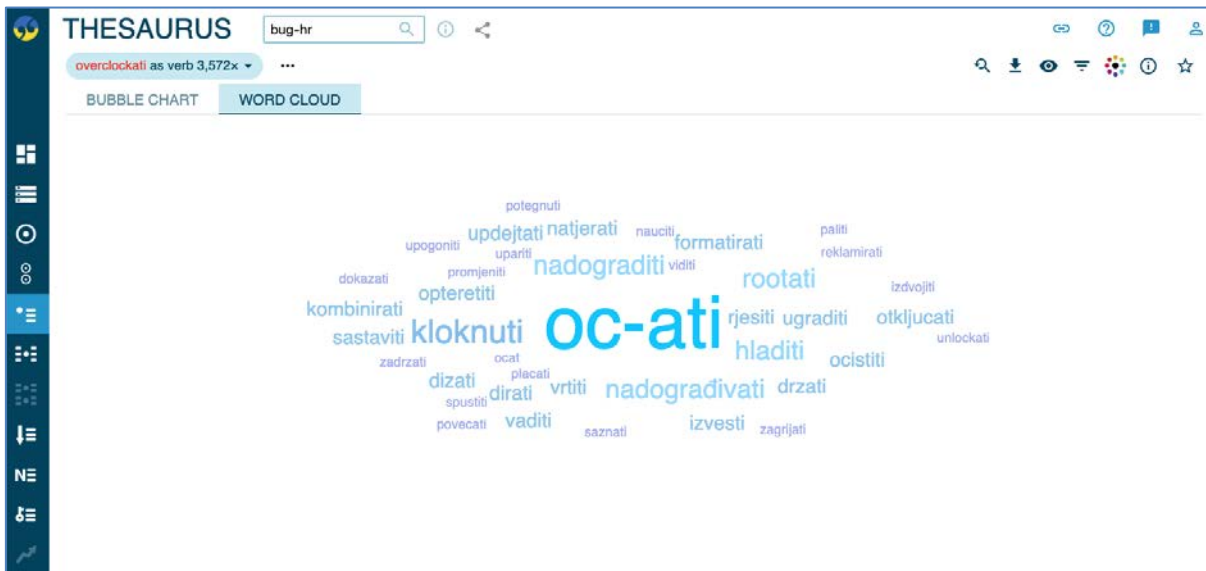 THESAURUS
bug-hr
overclockati as verb 3,572x
...
BUBBLE CHART
WORD CLOUD
potegnuti
updejtati natjerati nauciti formatirati paliti
upogoniti upariti reklamirati
dokazati promjeniti nadograditi viditi rootati izdvojiti
kombinirati opteretiti
sastaviti kloknuti oc-ati rjesiti ugraditi otkljucati
unlockati
zadrzati ocat hladiti ocistiti
dizati placati
spustiti dirati vrtiti nadograđivati drzati
povecati vaditi saznati izvesti zagrijati
N